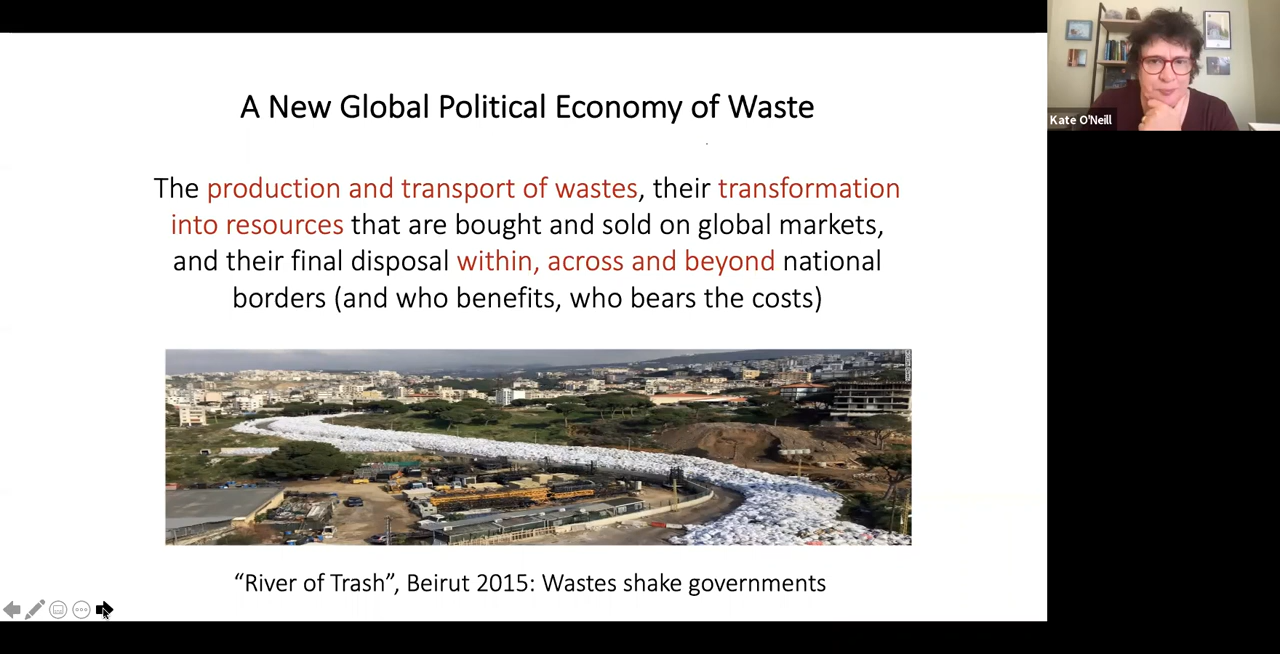 A New Global Political Economy of Waste
The production and transport of wastes, their transformation
into resources that are bought and sold on global markets,
and their final disposal within, across and beyond national
borders (and who benefits, who bears the costs)
“River of Trash”, Beirut 2015: Wastes shake governments
Kate O'Neill